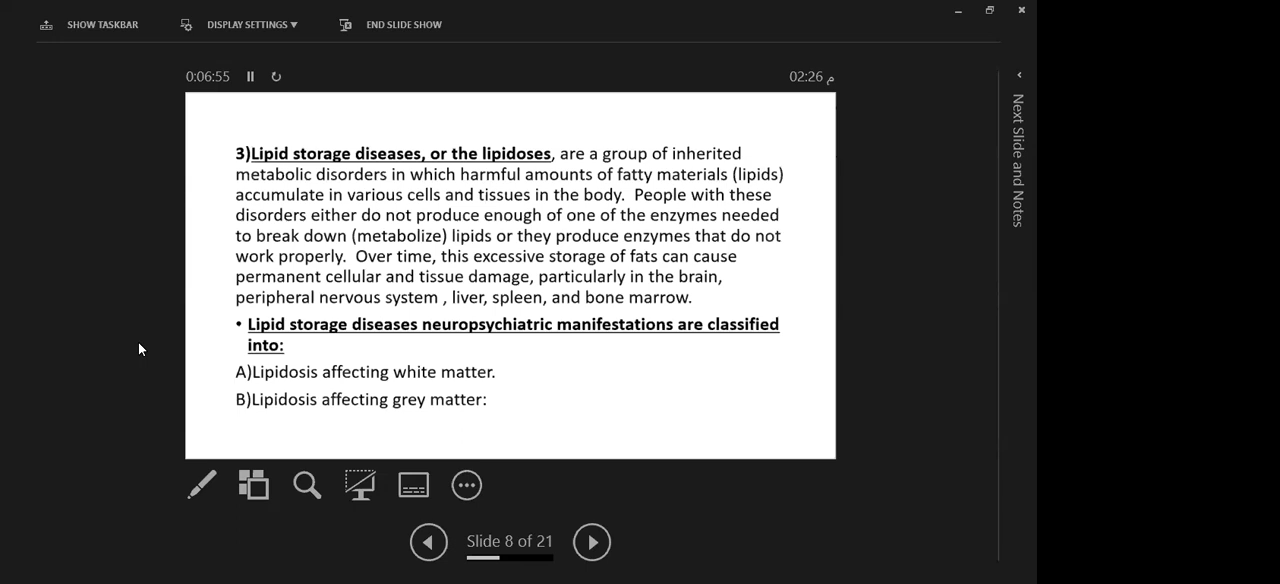 SHOW TASKBAR DISPLAY SETTINGS ▼ END SLIDE SHOW
0:06:55 02:26 م
3)Lipid storage diseases, or the lipidoses, are a group of inherited
metabolic disorders in which harmful amounts of fatty materials (lipids)
accumulate in various cells and tissues in the body.  People with these
disorders either do not produce enough of one of the enzymes needed
to break down (metabolize) lipids or they produce enzymes that do not
work properly.  Over time, this excessive storage of fats can cause
permanent cellular and tissue damage, particularly in the brain,
peripheral nervous system , liver, spleen, and bone marrow.
• Lipid storage diseases neuropsychiatric manifestations are classified
into:
A)Lipidosis affecting white matter.
B)Lipidosis affecting grey matter:
Slide 8 of 21
Next Slide and Notes